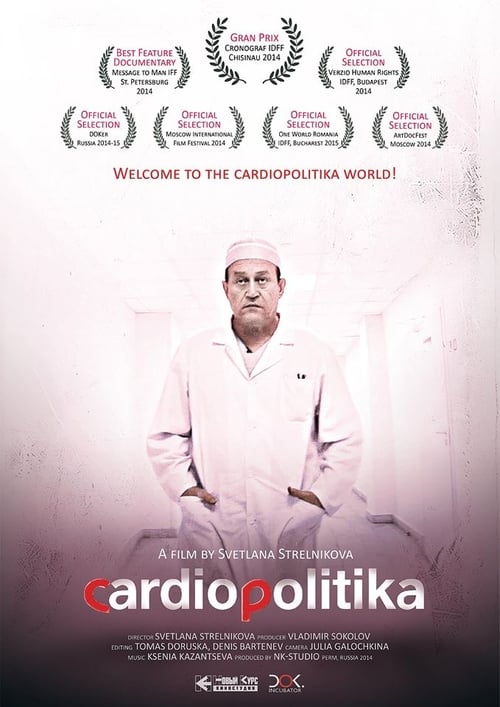 GRAN PRIX
CRONOGRAF IDFF
CHISINAU 2014
BEST FEATURE
DOCUMENTARY
MESSAGE TO MAN IFF
ST. PETERSBURG
2014
OFFICIAL
SELECTION
VERZIO HUMAN RIGHTS
IDFF, BUDAPEST
2014
OFFICIAL
SELECTION
DOKER
RUSSIA 2014-15
OFFICIAL
SELECTION
MOSCOW INTERNATIONAL
FILM FESTIVAL 2014
OFFICIAL
SELECTION
ONE WORLD ROMANIA
IDFF, BUCHAREST 2015
OFFICIAL
SELECTION
ARTDOCFEST
MOSCOW 2014
WELCOME TO THE CARDIOPOLITIKA WORLD!
A FILM BY SVETLANA STRELNIKOVA
cardiopolitika
DIRECTOR SVETLANA STRELNIKOVA PRODUCER VLADIMIR SOKOLOV
EDITING TOMAS DORUSKA, DENIS BARTENEV CAMERA JULIA GALOCHKINA
MUSIC KSENIA KAZANTSEVA PRODUCED BY NK-STUDIO PERM, RUSSIA 2014
НОВЫЙ КУРС
КИНОСТУДИЯ
DOK.
INCUBATOR